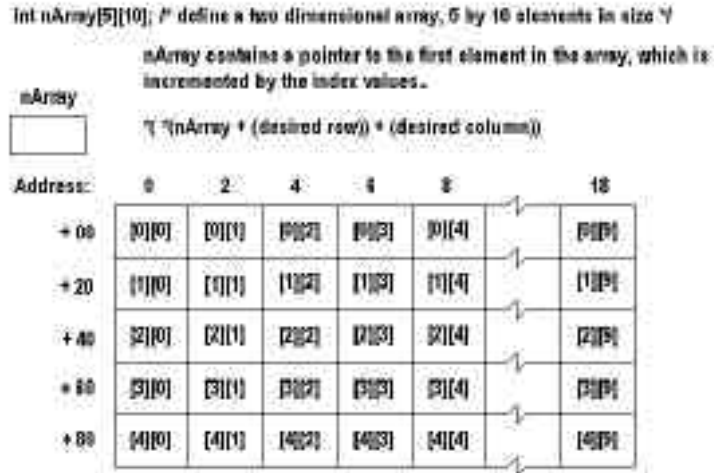 int nArray[5][10]; /* define a two dimensional array, 5 by 10 elements in size */
nArray contains a pointer to the first element in the array, which is
incremented by the index values.
nArray
*( *(nArray + (desired row)) + (desired column))
Address: 0 2 4 6 8 18
+ 00 [0][0] [0][1] [0][2] [0][3] [0][4] [0][9]
+ 20 [1][0] [1][1] [1][2] [1][3] [1][4] [1][9]
+ 40 [2][0] [2][1] [2][2] [2][3] [2][4] [2][9]
+ 60 [3][0] [3][1] [3][2] [3][3] [3][4] [3][9]
+ 80 [4][0] [4][1] [4][2] [4][3] [4][4] [4][9]